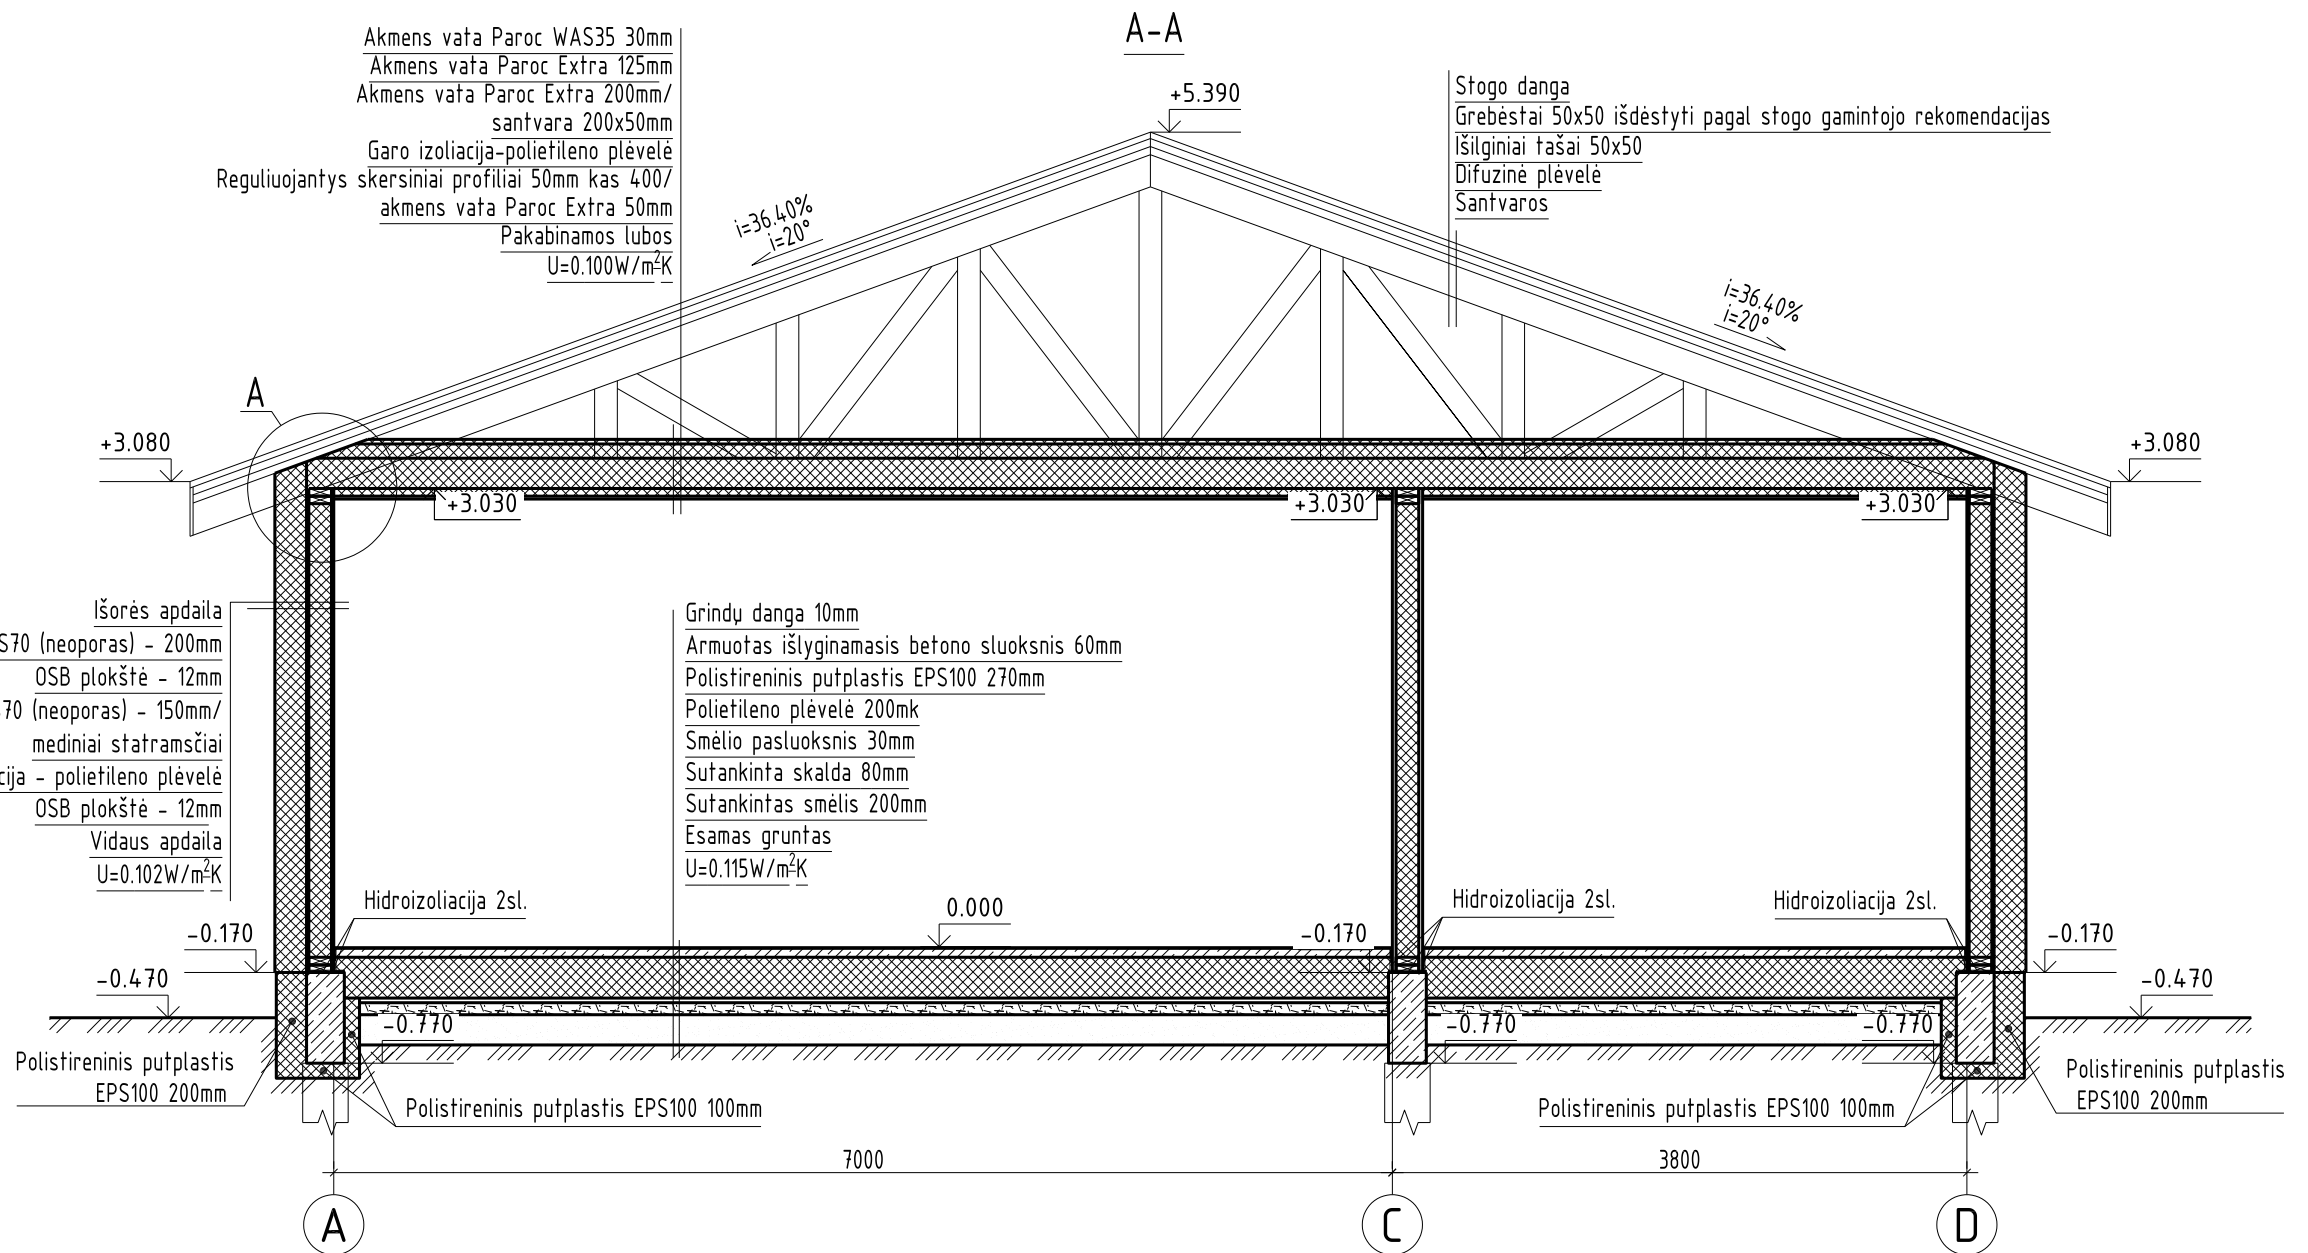 A-A
Akmens vata Paroc WAS35 30mm
Akmens vata Paroc Extra 125mm
Akmens vata Paroc Extra 200mm/
santvara 200x50mm
Garo izoliacija-polietileno plėvelė
Reguliuojantys skersiniai profiliai 50mm kas 400/
akmens vata Paroc Extra 50mm
Pakabinamos lubos
U=0.100W/m²K
+5.390
Stogo danga
Grebėstai 50x50 išdėstyti pagal stogo gamintojo rekomendacijas
Išilginiai tašai 50x50
Difuzinė plėvelė
Santvaros
i=36.40%
i=20°
i=36.40%
i=20°
A
+3.080
+3.080
+3.030
+3.030
+3.030
Išorės apdaila
S70 (neoporas) - 200mm
OSB plokštė - 12mm
70 (neoporas) - 150mm/
mediniai statramsčiai
cija - polietileno plėvelė
OSB plokštė - 12mm
Vidaus apdaila
U=0.102W/m²K
Grindų danga 10mm
Armuotas išlyginamasis betono sluoksnis 60mm
Polistireninis putplastis EPS100 270mm
Polietileno plėvelė 200mk
Smėlio pasluoksnis 30mm
Sutankinta skalda 80mm
Sutankintas smėlis 200mm
Esamas gruntas
U=0.115W/m²K
Hidroizoliacija 2sl.
Hidroizoliacija 2sl.
Hidroizoliacija 2sl.
0.000
-0.170
-0.170
-0.170
-0.470
-0.470
-0.770
-0.770
-0.770
Polistireninis putplastis
EPS100 200mm
Polistireninis putplastis EPS100 100mm
Polistireninis putplastis EPS100 100mm
Polistireninis putplastis
EPS100 200mm
7000
3800
A
C
D